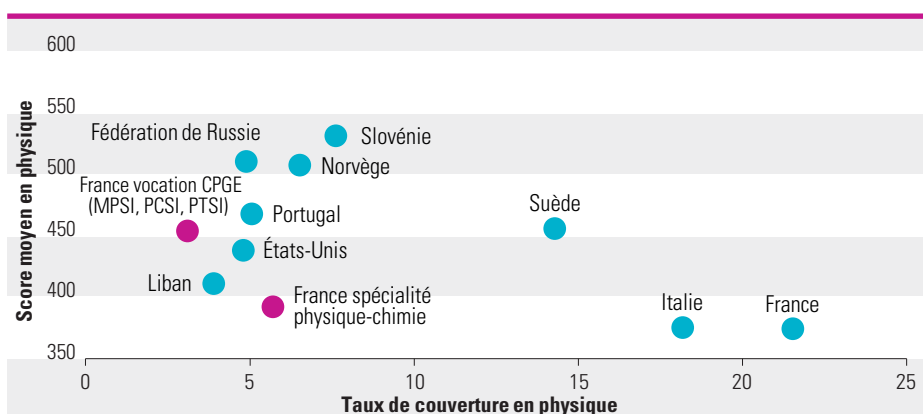 600
550
500
450
400
350
Score moyen en physique
Fédération de Russie
Slovénie
Norvège
France vocation CPGE
(MPSI, PCSI, PTSI)
Portugal
Suède
États-Unis
Liban
France spécialité
physique-chimie
Italie
France
0
5
10
15
20
25
Taux de couverture en physique